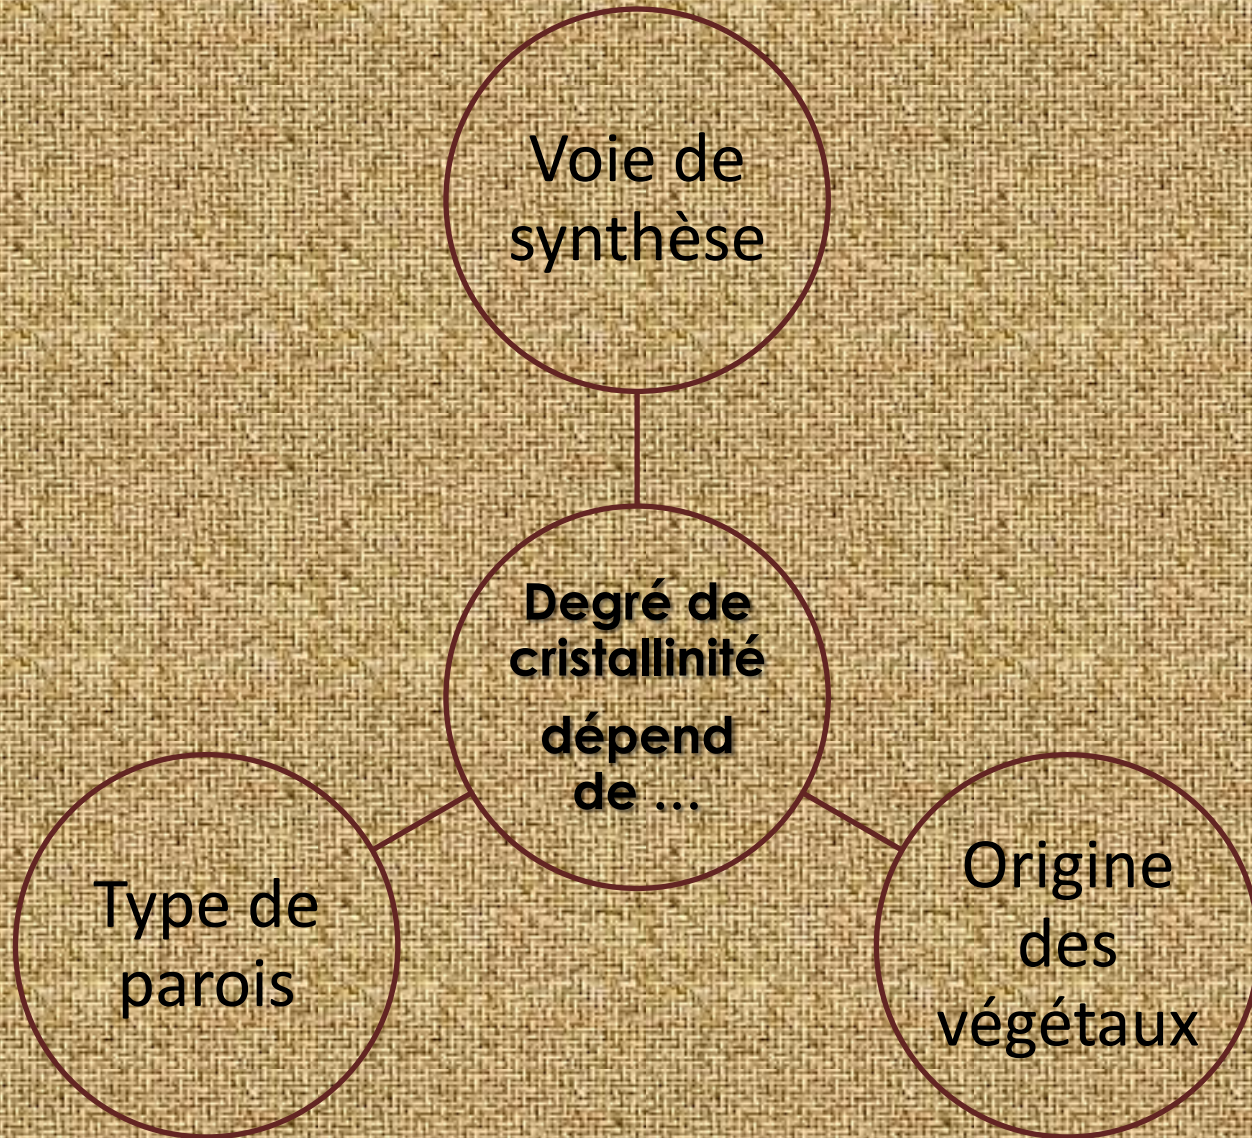 Voie de
synthèse
Degré de
cristallinité
dépend
de ...
Type de
parois
Origine
des
végétaux